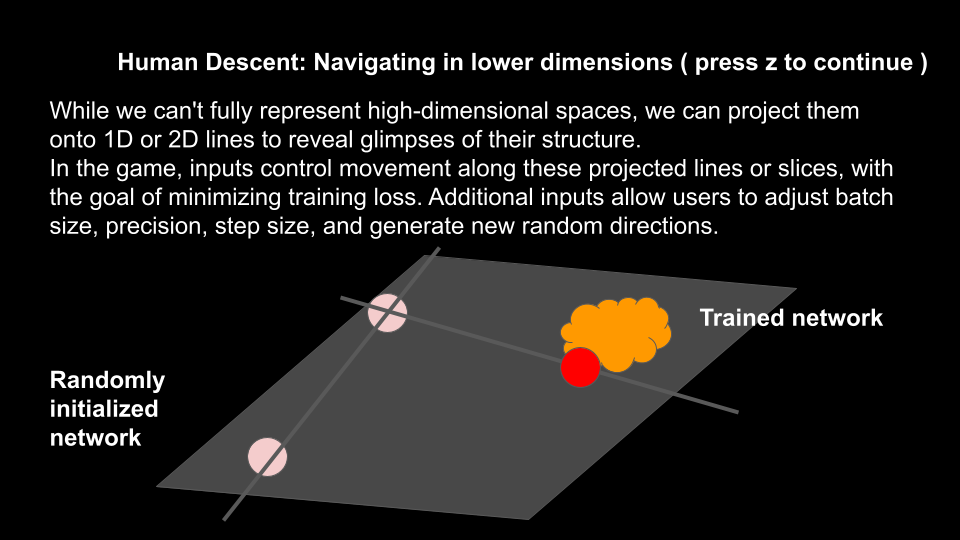 Human Descent: Navigating in lower dimensions ( press z to continue )
While we can't fully represent high-dimensional spaces, we can project them
onto 1D or 2D lines to reveal glimpses of their structure.
In the game, inputs control movement along these projected lines or slices, with
the goal of minimizing training loss. Additional inputs allow users to adjust batch
size, precision, step size, and generate new random directions.
Trained network
Randomly
initialized
network